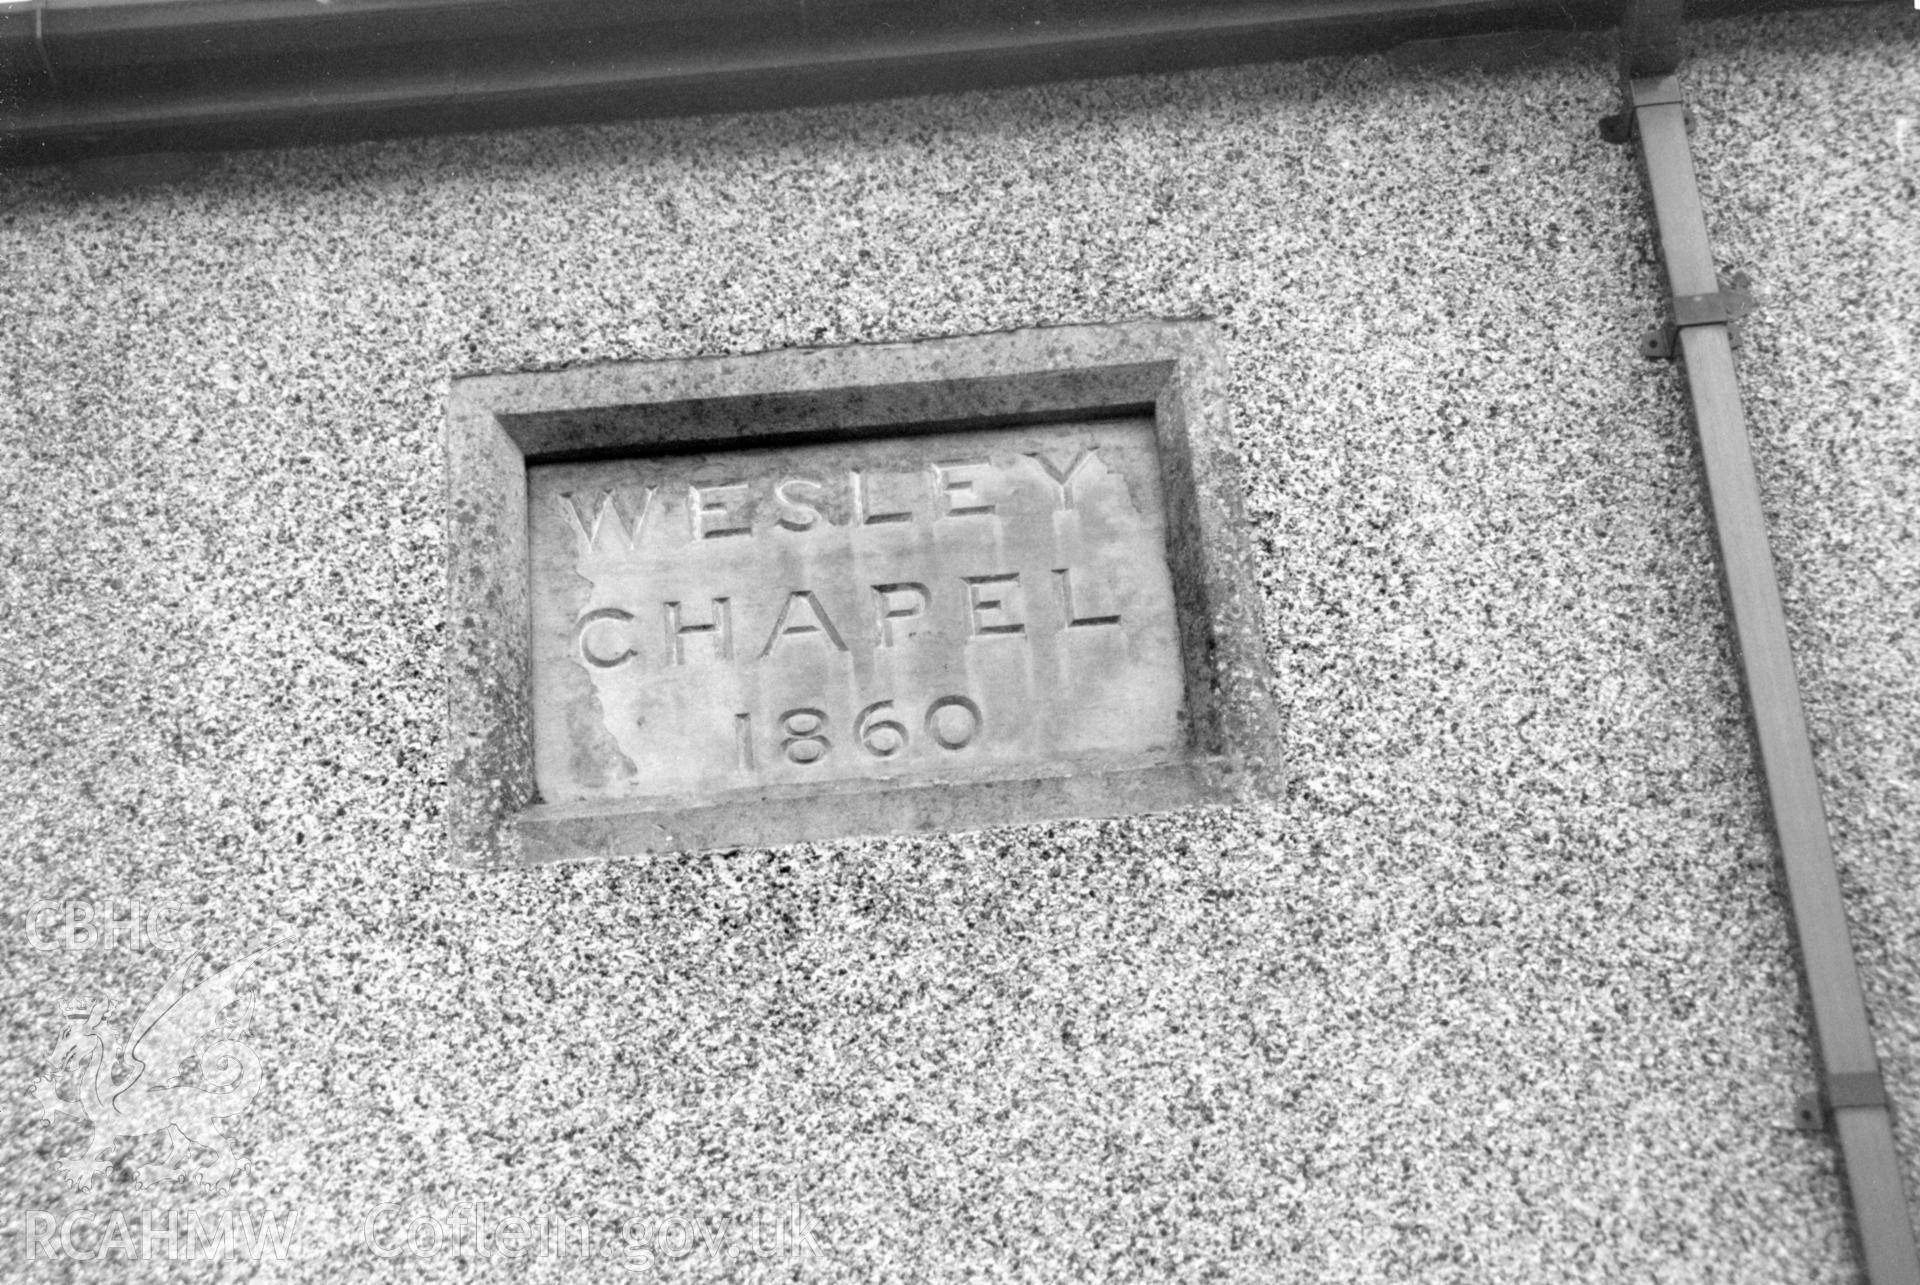 WESLEY
CHAPEL
1860
CBHC
RCAHMW Coflein.gov.uk